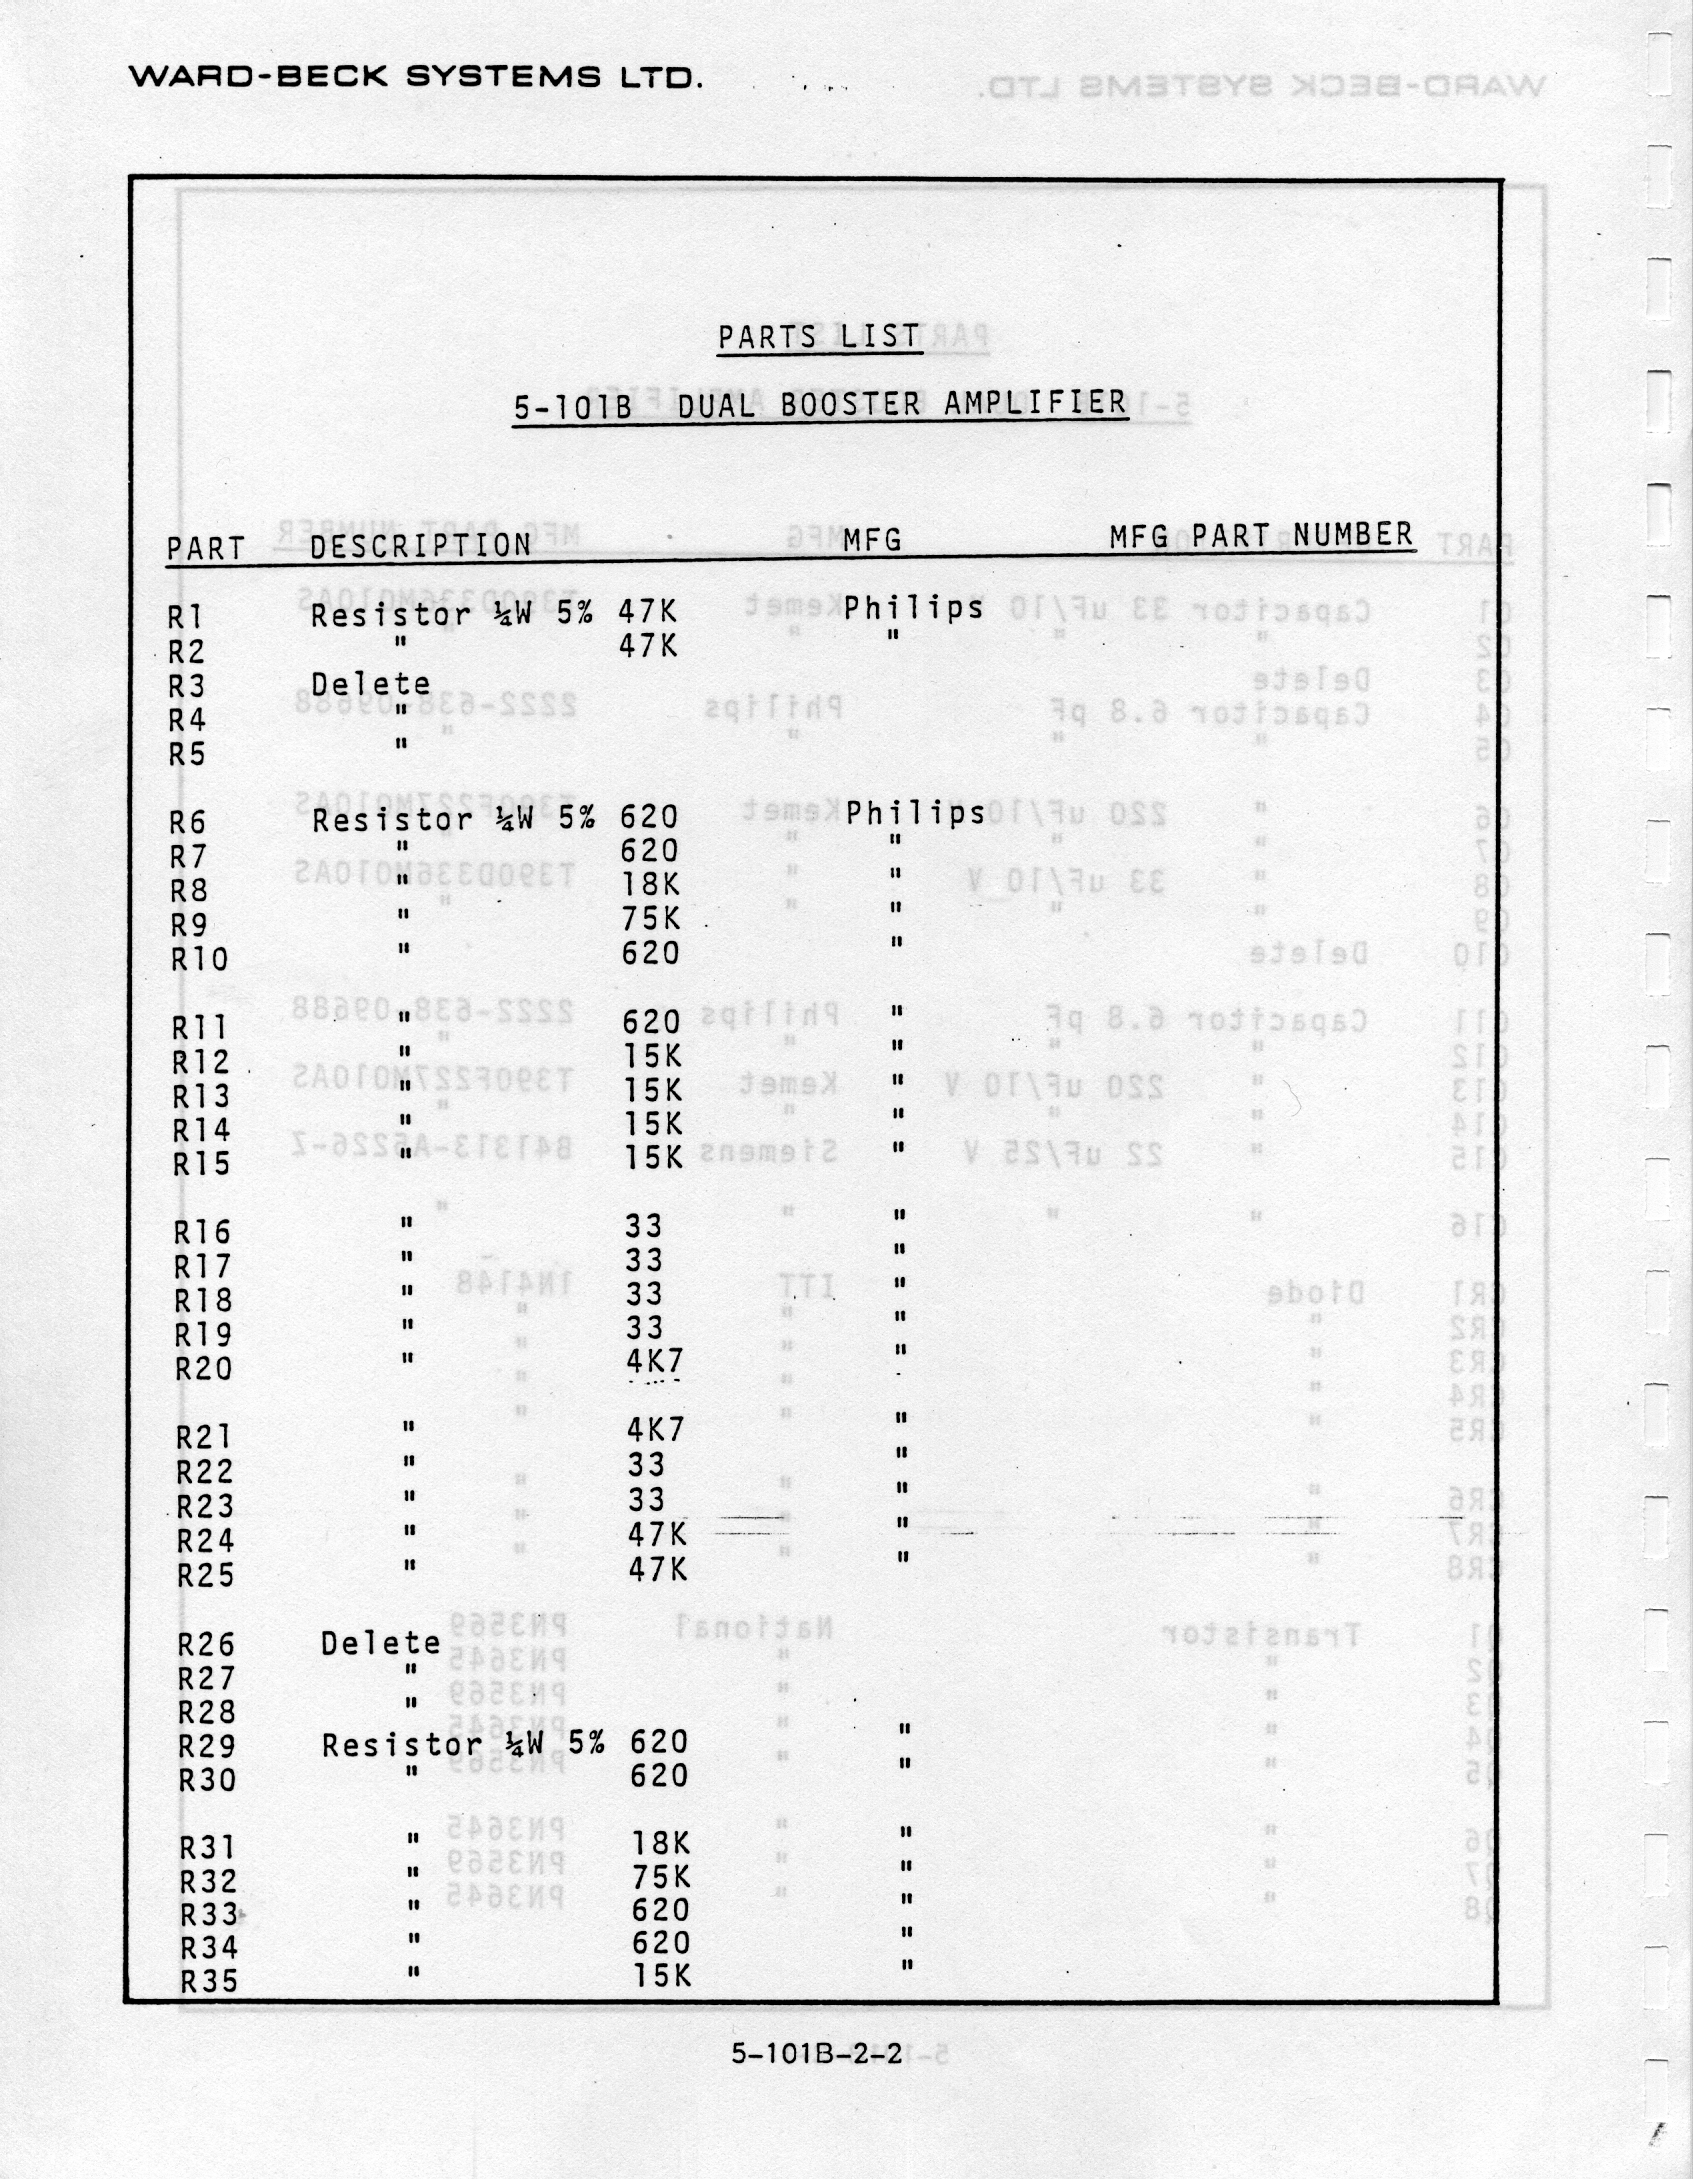 WARD-BECK SYSTEMS LTD.
PARTS LIST
5-101B DUAL BOOSTER AMPLIFIER
PART DESCRIPTION MFG MFG PART NUMBER
R1 Resistor ¼W 5% 47K Philips
R2 " 47K "
R3 Delete
R4 "
R5 "
R6 Resistor ¼W 5% 620 Philips
R7 " 620 "
R8 " 18K "
R9 " 75K "
R10 " 620 "
R11 " 620 "
R12 " 15K "
R13 " 15K "
R14 " 15K "
R15 " 15K "
R16 " 33 "
R17 " 33 "
R18 " 33 "
R19 " 33 "
R20 " 4K7 "
R21 " 4K7 "
R22 " 33 "
R23 " 33 "
R24 " 47K "
R25 " 47K "
R26 Delete
R27 "
R28 "
R29 Resistor ¼W 5% 620 "
R30 " 620 "
R31 " 18K "
R32 " 75K "
R33 " 620 "
R34 " 620 "
R35 " 15K "
5-101B-2-2